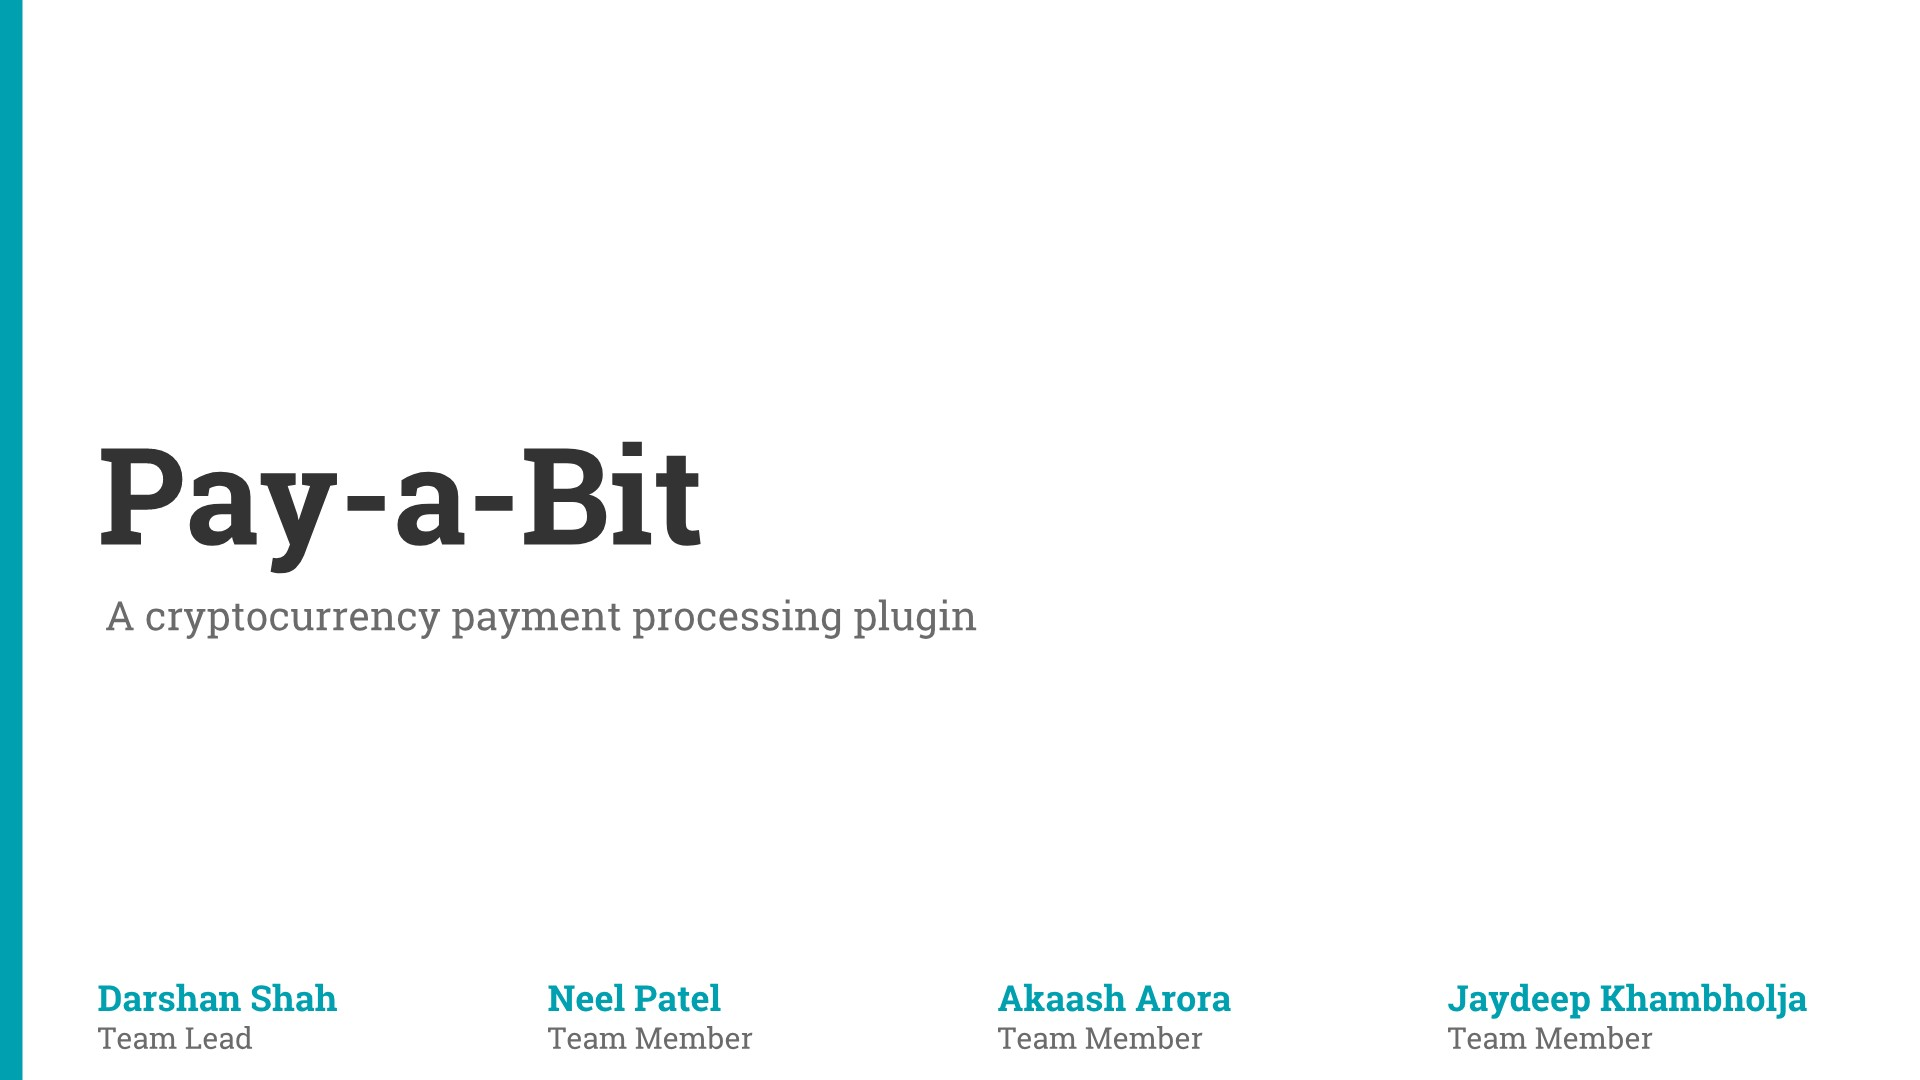 Pay-a-Bit
A cryptocurrency payment processing plugin
Darshan Shah
Team Lead
Neel Patel
Team Member
Akaash Arora
Team Member
Jaydeep Khambholja
Team Member